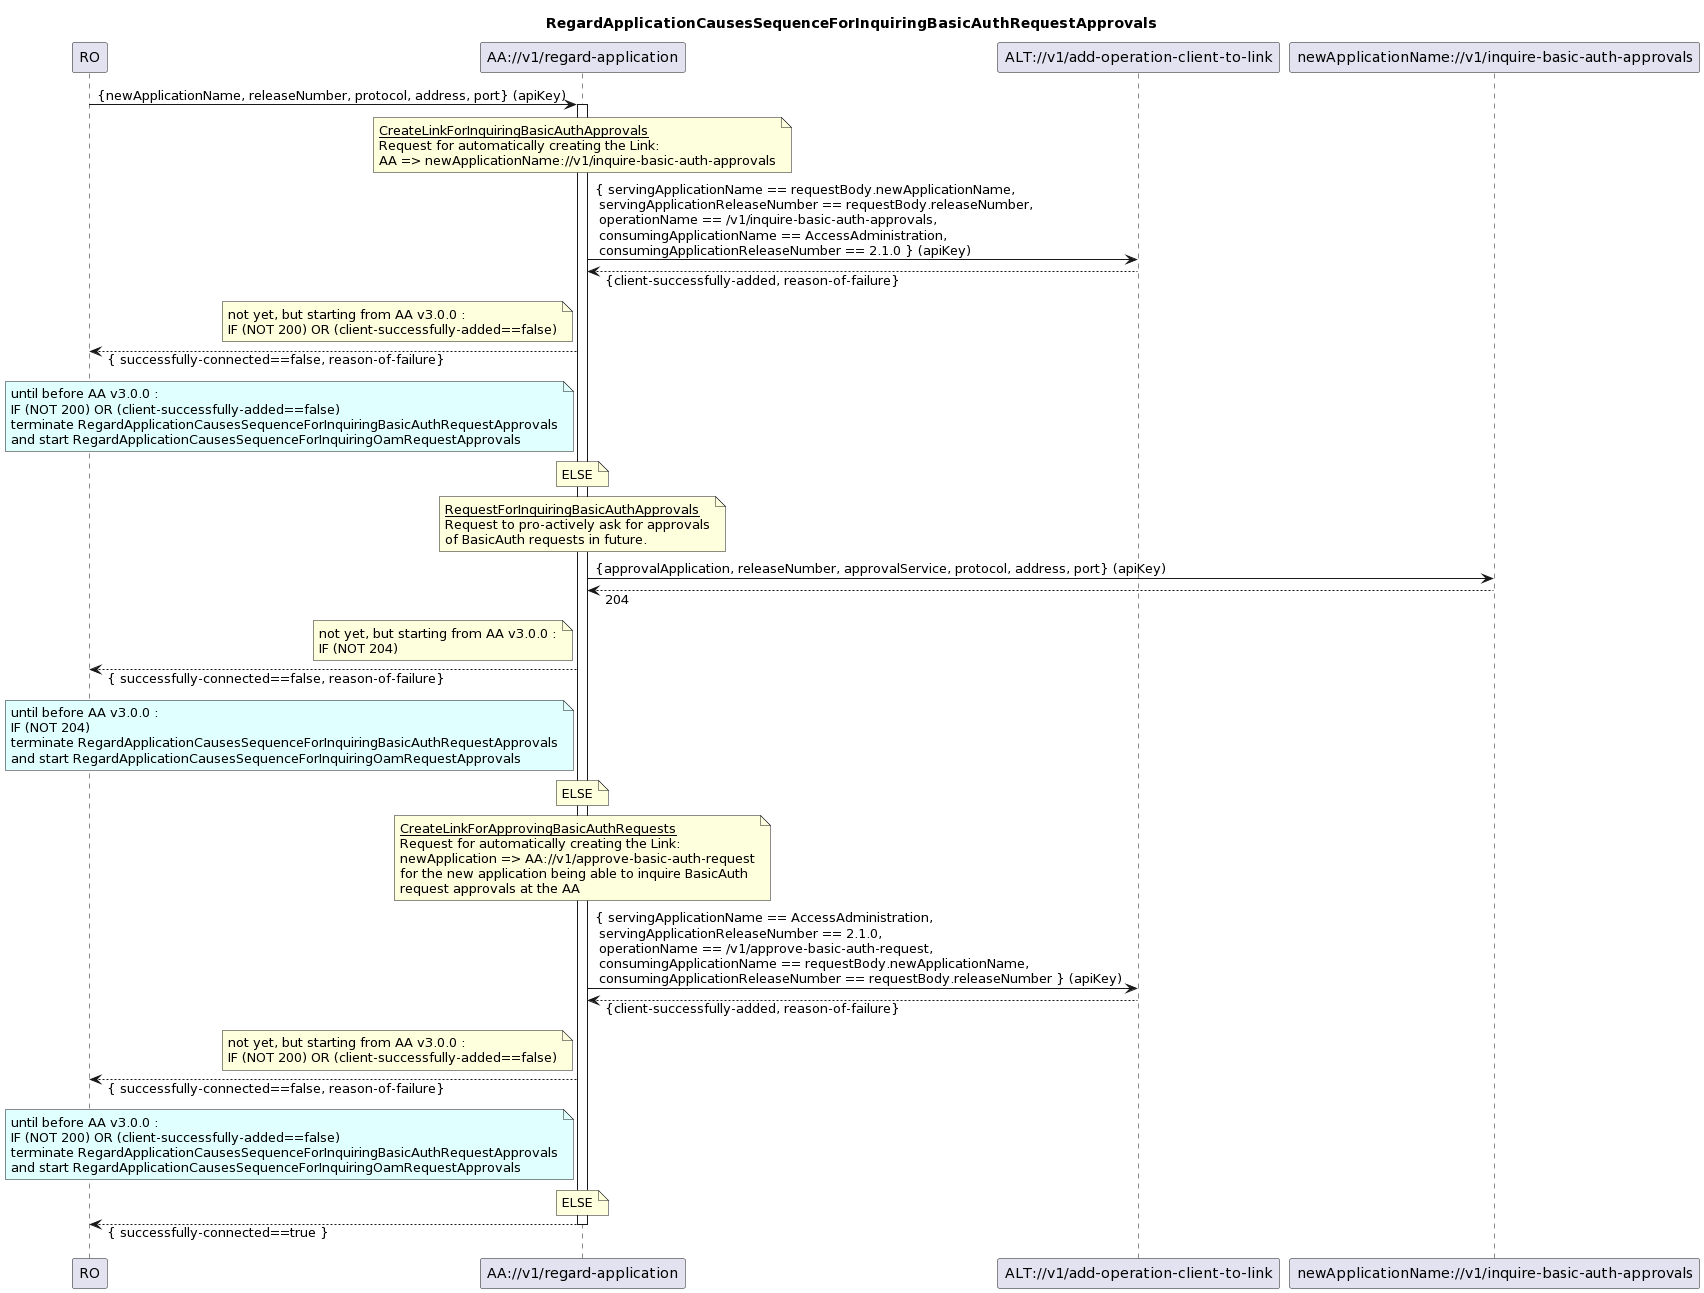 RegardApplicationCausesSequenceForInquiringBasicAuthRequestApprovals
RO
AA://v1/regard-application
ALT://v1/add-operation-client-to-link
newApplicationName://v1/inquire-basic-auth-approvals
{newApplicationName, releaseNumber, protocol, address, port} (apiKey)
CreateLinkForInquiringBasicAuthApprovals
Request for automatically creating the Link:
AA => newApplicationName://v1/inquire-basic-auth-approvals
{ servingApplicationName == requestBody.newApplicationName,
servingApplicationReleaseNumber == requestBody.releaseNumber,
operationName == /v1/inquire-basic-auth-approvals,
consumingApplicationName == AccessAdministration,
consumingApplicationReleaseNumber == 2.1.0 } (apiKey)
{client-successfully-added, reason-of-failure}
not yet, but starting from AA v3.0.0 :
IF (NOT 200) OR (client-successfully-added==false)
{ successfully-connected==false, reason-of-failure}
until before AA v3.0.0 :
IF (NOT 200) OR (client-successfully-added==false)
terminate RegardApplicationCausesSequenceForInquiringBasicAuthRequestApprovals
and start RegardApplicationCausesSequenceForInquiringOamRequestApprovals
ELSE
RequestForInquiringBasicAuthApprovals
Request to pro-actively ask for approvals
of BasicAuth requests in future.
{approvalApplication, releaseNumber, approvalService, protocol, address, port} (apiKey)
204
not yet, but starting from AA v3.0.0 :
IF (NOT 204)
{ successfully-connected==false, reason-of-failure}
until before AA v3.0.0 :
IF (NOT 204)
terminate RegardApplicationCausesSequenceForInquiringBasicAuthRequestApprovals
and start RegardApplicationCausesSequenceForInquiringOamRequestApprovals
ELSE
CreateLinkForApprovingBasicAuthRequests
Request for automatically creating the Link:
newApplication => AA://v1/approve-basic-auth-request
for the new application being able to inquire BasicAuth
request approvals at the AA
{ servingApplicationName == AccessAdministration,
servingApplicationReleaseNumber == 2.1.0,
operationName == /v1/approve-basic-auth-request,
consumingApplicationName == requestBody.newApplicationName,
consumingApplicationReleaseNumber == requestBody.releaseNumber } (apiKey)
{client-successfully-added, reason-of-failure}
not yet, but starting from AA v3.0.0 :
IF (NOT 200) OR (client-successfully-added==false)
{ successfully-connected==false, reason-of-failure}
until before AA v3.0.0 :
IF (NOT 200) OR (client-successfully-added==false)
terminate RegardApplicationCausesSequenceForInquiringBasicAuthRequestApprovals
and start RegardApplicationCausesSequenceForInquiringOamRequestApprovals
ELSE
{ successfully-connected==true }
RO
AA://v1/regard-application
ALT://v1/add-operation-client-to-link
newApplicationName://v1/inquire-basic-auth-approvals